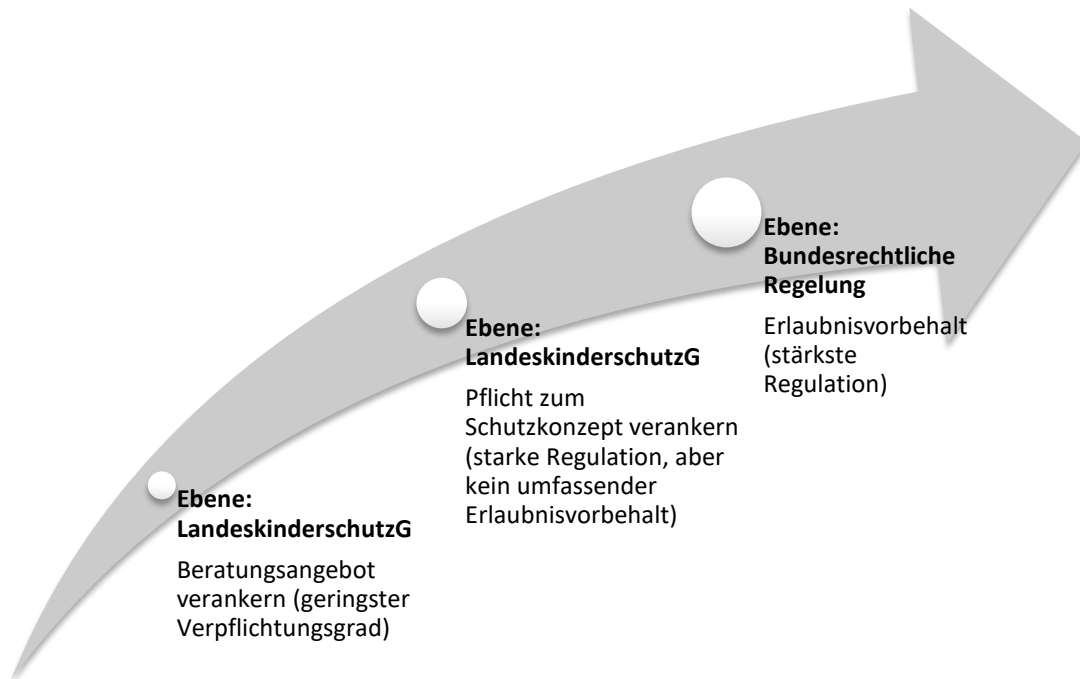 Ebene:
Bundesrechtliche
Regelung
Erlaubnisvorbehalt
(stärkste
Regulation)
Ebene:
LandeskinderschutzG
Pflicht zum
Schutzkonzept verankern
(starke Regulation, aber
kein umfassender
Erlaubnisvorbehalt)
Ebene:
LandeskinderschutzG
Beratungsangebot
verankern (geringster
Verpflichtungsgrad)